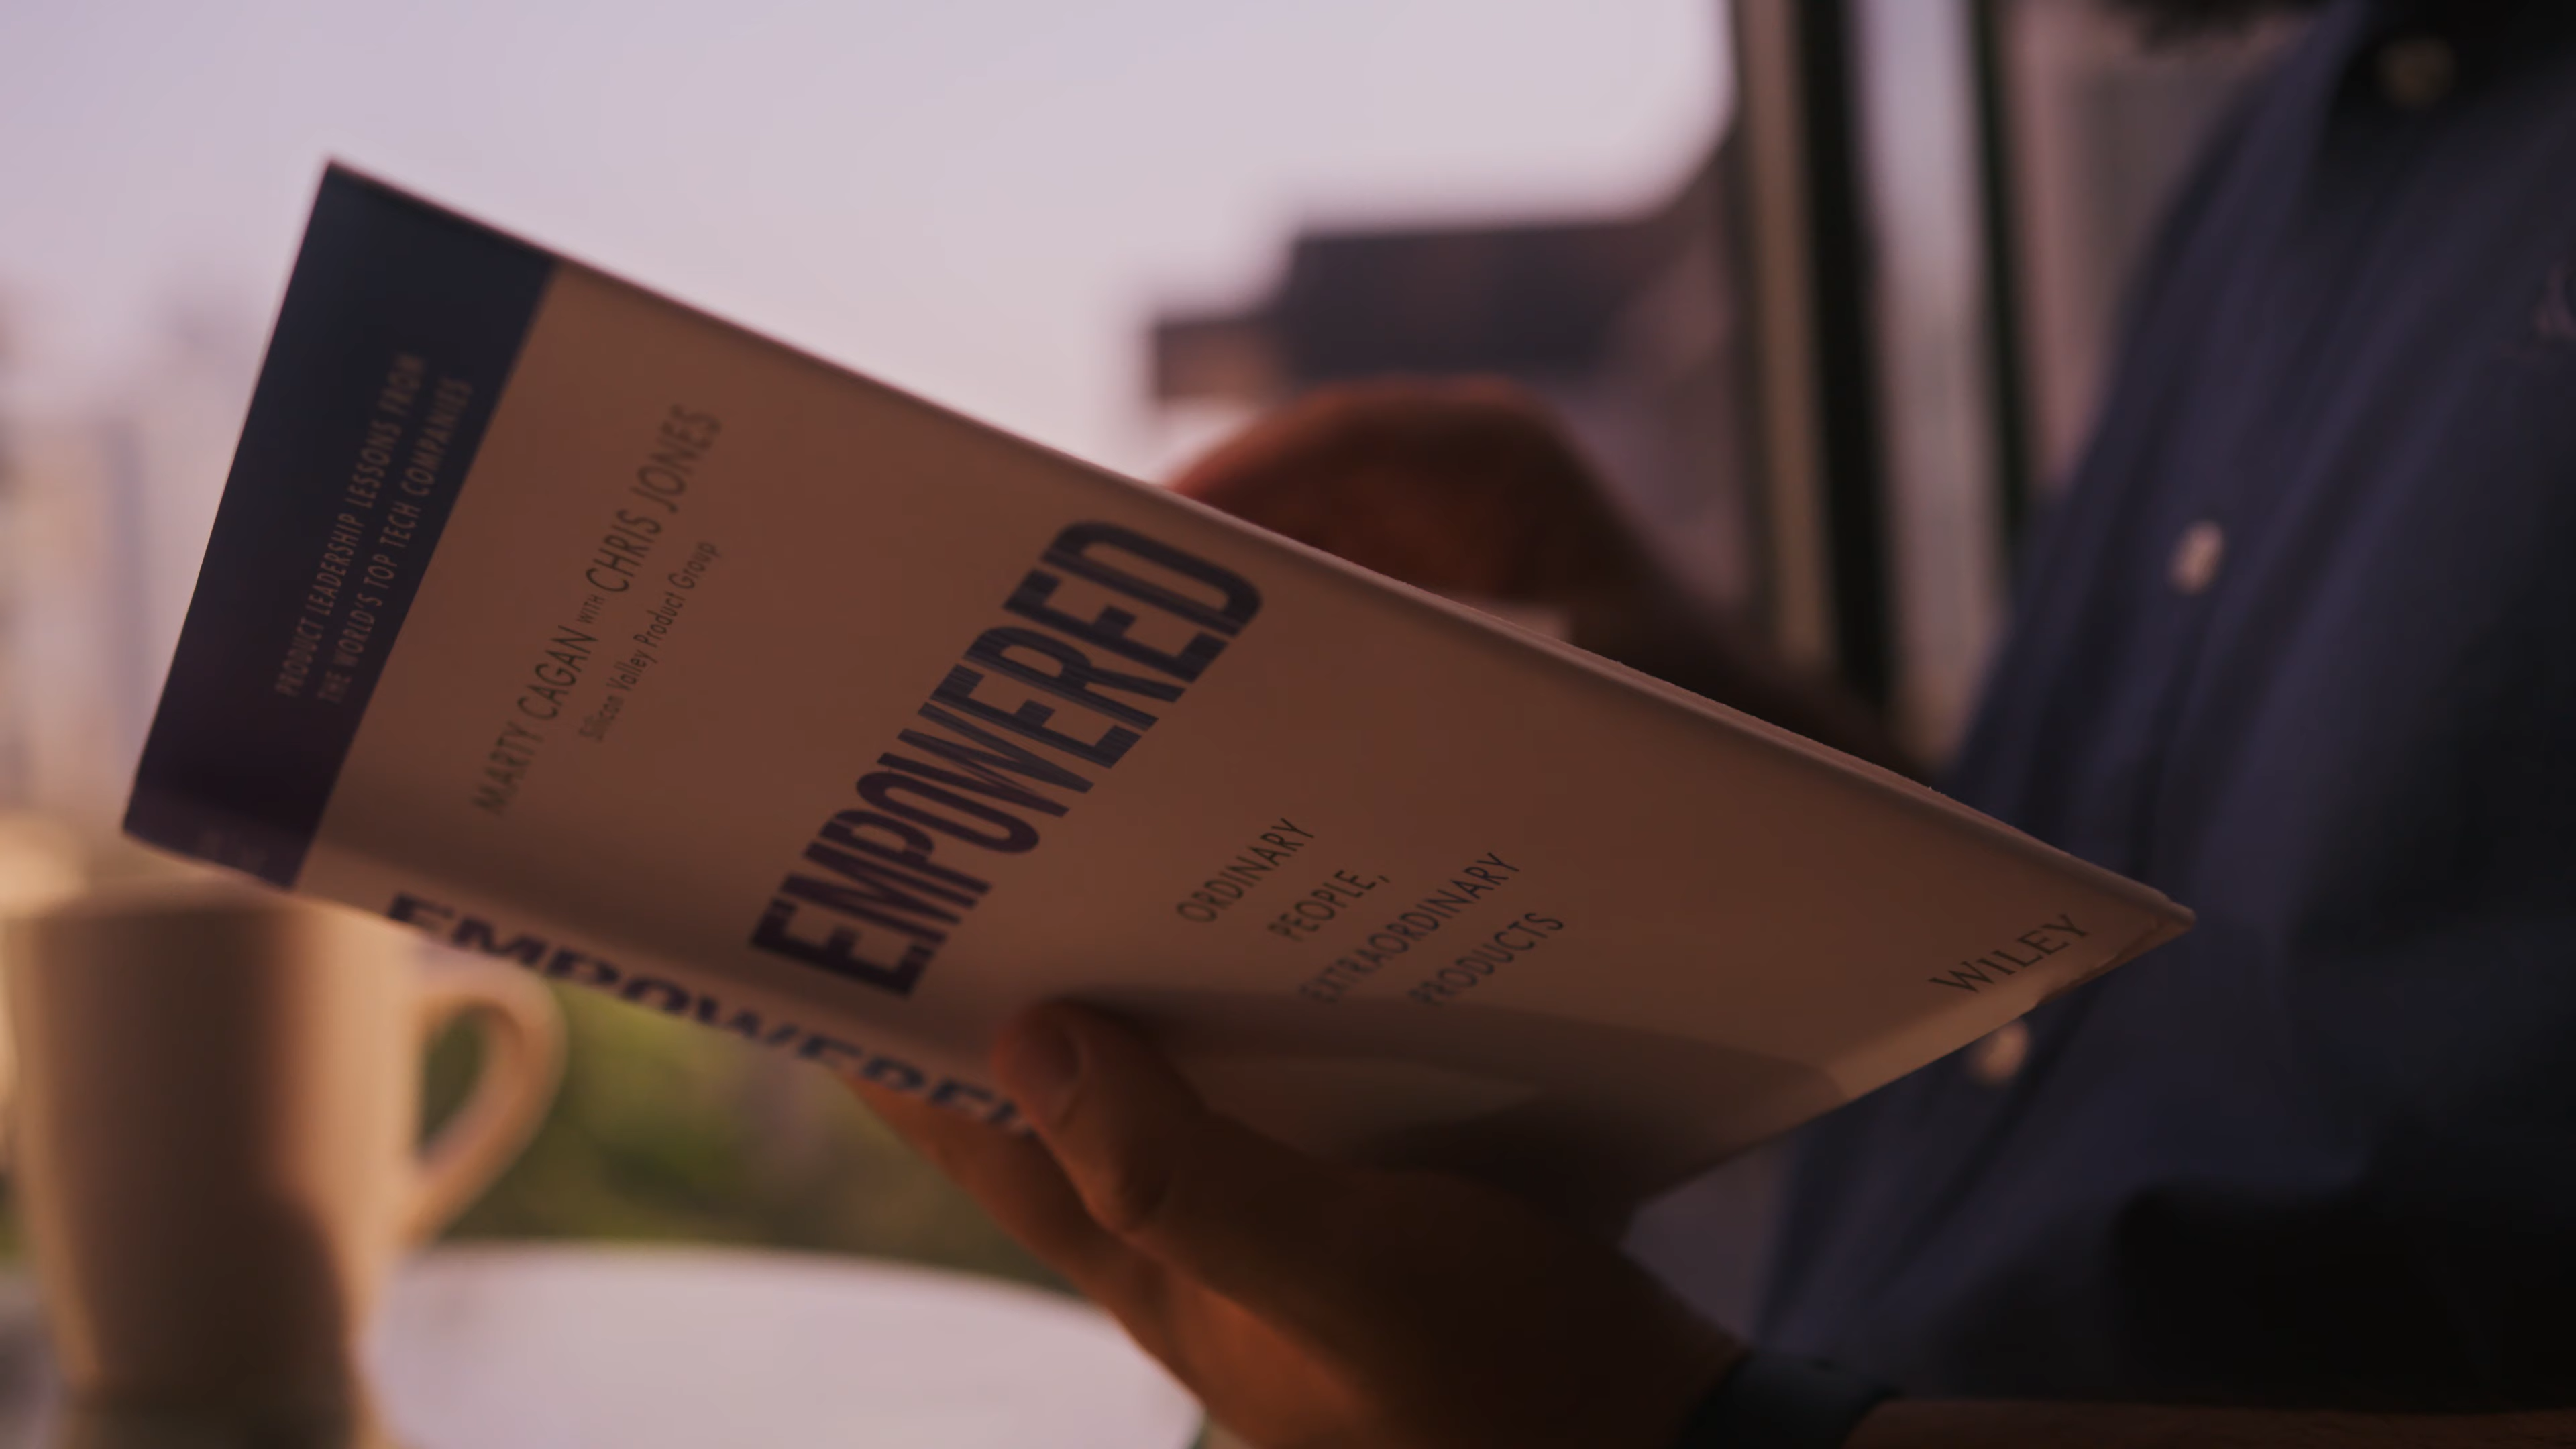 PRODUCT LEADERSHIP LESSONS FROM
THE WORLD'S TOP TECH COMPANIES
MARTY CAGAN WITH CHRIS JONES
Silicon Valley Product Group
EMPOWERED
ORDINARY
PEOPLE,
EXTRAORDINARY
PRODUCTS
WILEY
EMPOWERE